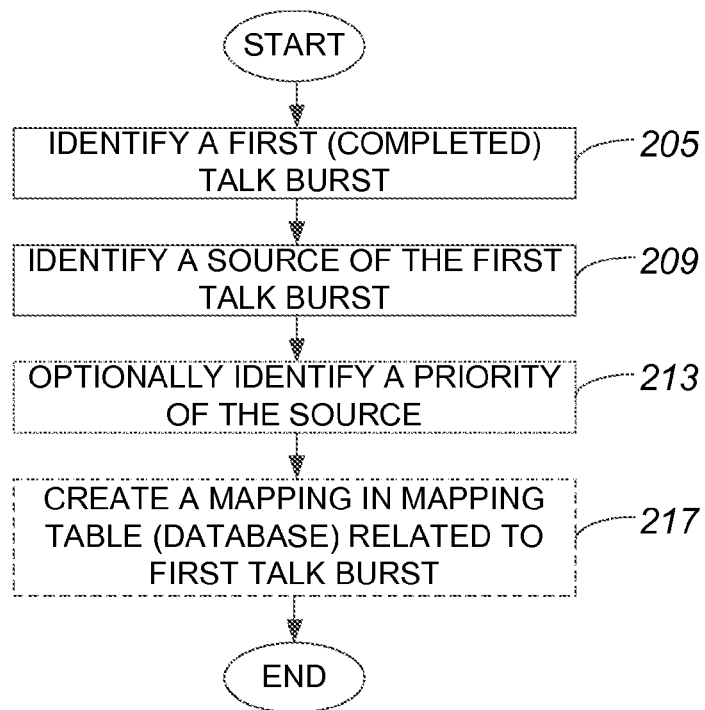 START
IDENTIFY A FIRST (COMPLETED)
TALK BURST
205
IDENTIFY A SOURCE OF THE FIRST
TALK BURST
209
OPTIONALLY IDENTIFY A PRIORITY
OF THE SOURCE
213
CREATE A MAPPING IN MAPPING
TABLE (DATABASE) RELATED TO
FIRST TALK BURST
217
END